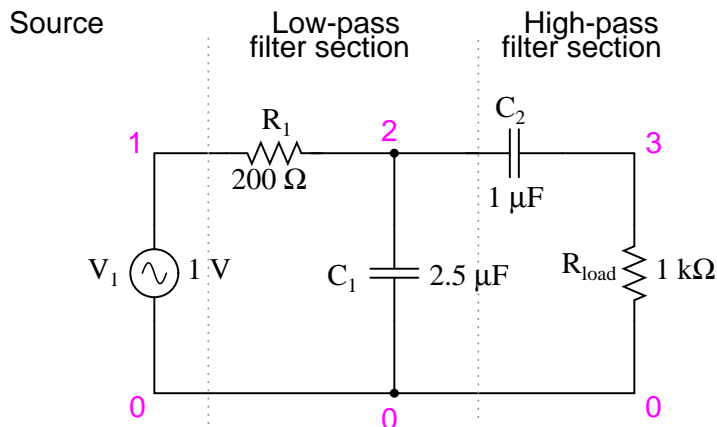 Source
Low-pass
filter section
High-pass
filter section
1
R1
200 Ω
2
C2
1 μF
3
V1
1 V
C1
2.5 μF
Rload
1 kΩ
0
0
0